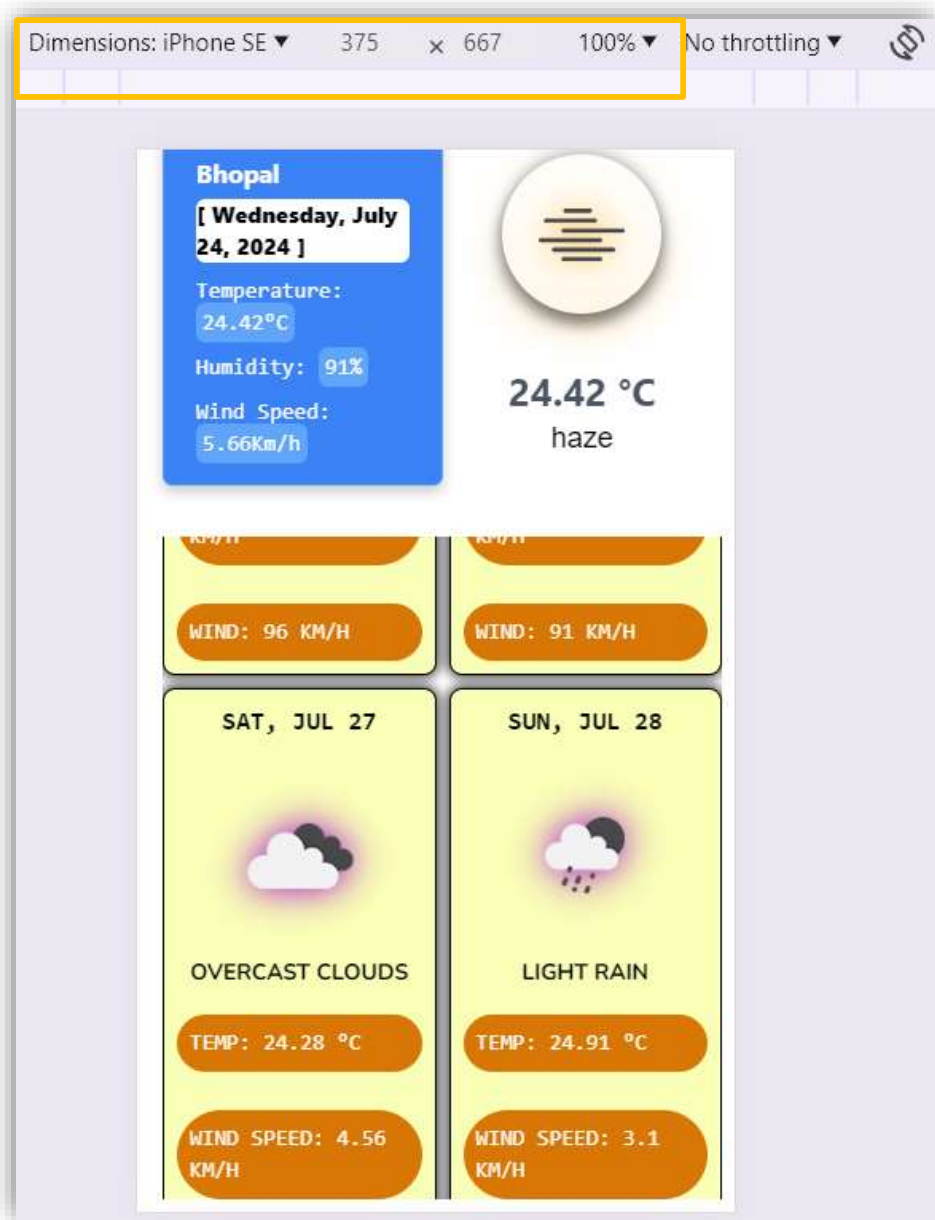 Dimensions: iPhone SE ▼ 375 × 667 100% ▼ No throttling ▼
Bhopal
[ Wednesday, July
24, 2024 ]
Temperature:
24.42°C
Humidity: 91%
Wind Speed:
5.66Km/h
24.42 °C
haze
KM/H
KM/H
WIND: 96 KM/H
WIND: 91 KM/H
SAT, JUL 27
OVERCAST CLOUDS
TEMP: 24.28 °C
WIND SPEED: 4.56
KM/H
SUN, JUL 28
LIGHT RAIN
TEMP: 24.91 °C
WIND SPEED: 3.1
KM/H